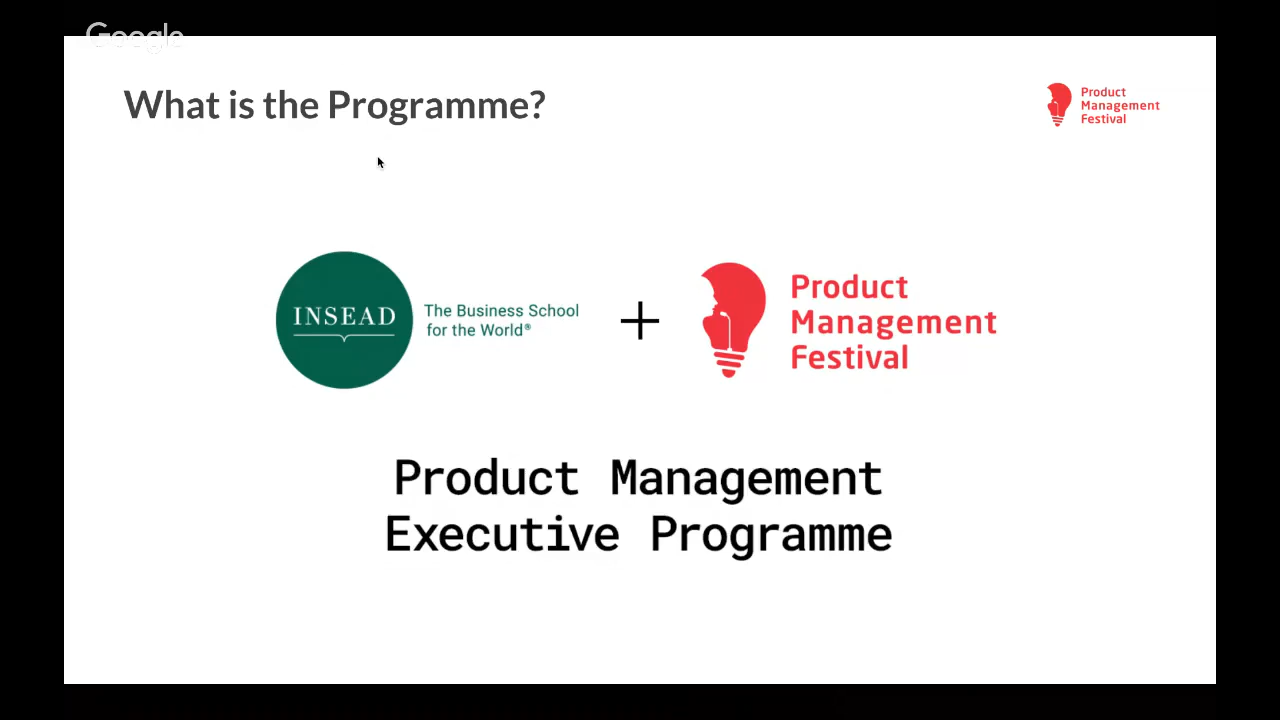 Google
What is the Programme?
Product
Management
Festival
INSEAD
The Business School
for the World®
+
Product
Management
Festival
Product Management
Executive Programme